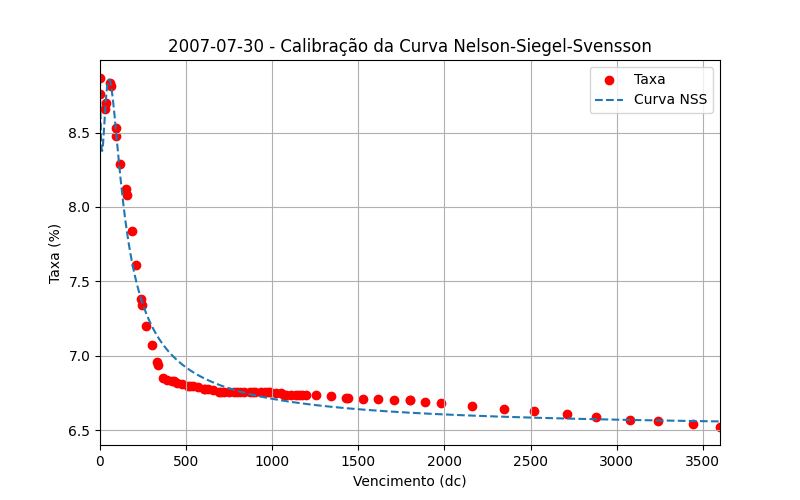 2007-07-30 - Calibração da Curva Nelson-Siegel-Svensson
Taxa
Curva NSS
Taxa (%)
8.5
8.0
7.5
7.0
6.5
0 500 1000 1500 2000 2500 3000 3500
Vencimento (dc)